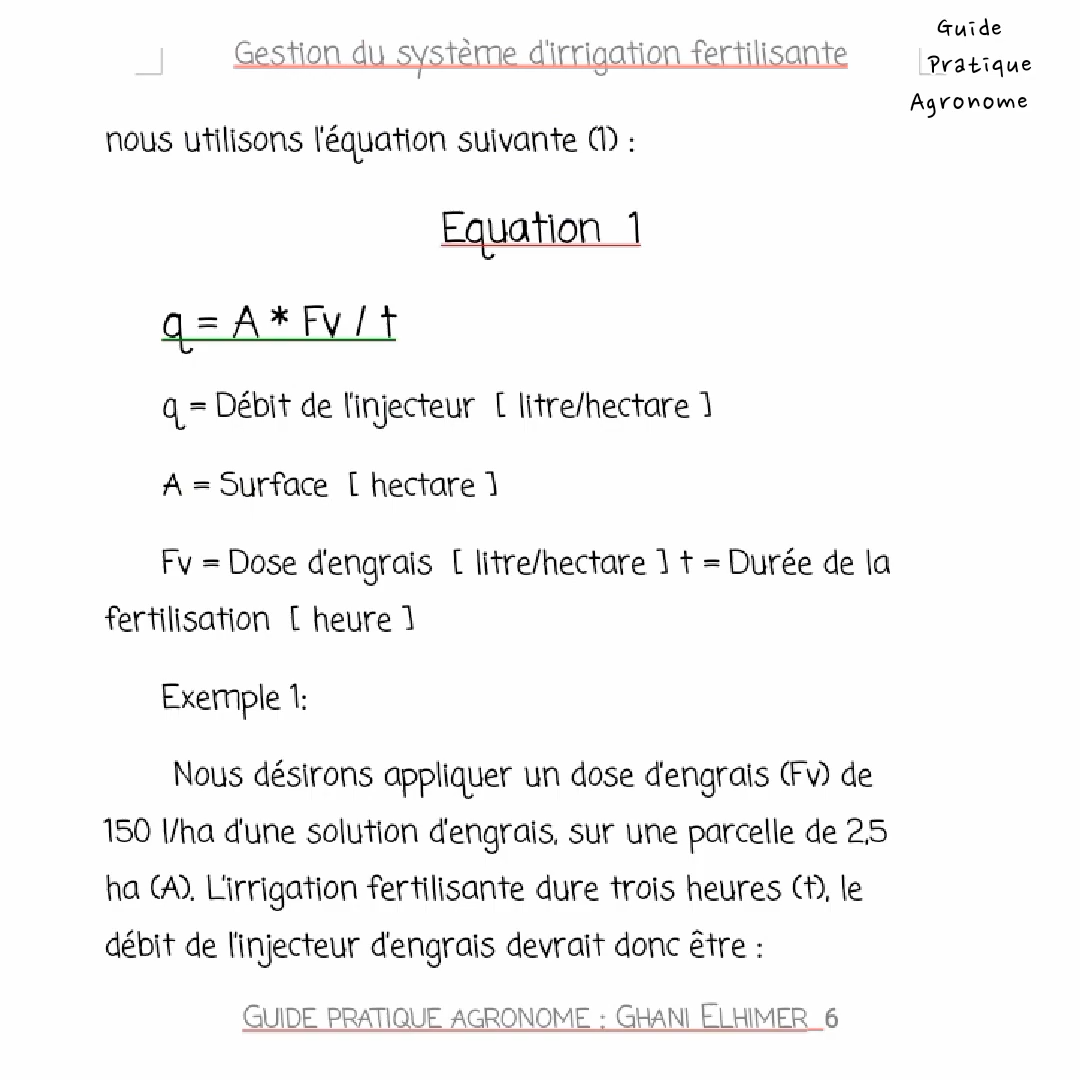 Gestion du système d'irrigation fertilisante
Guide
Pratique
Agronome
nous utilisons l'équation suivante (1) :
Equation 1
q = A * Fv / t
q = Débit de l'injecteur [ litre/hectare ]
A = Surface [ hectare ]
Fv = Dose d'engrais [ litre/hectare ] t = Durée de la
fertilisation [ heure ]
Exemple 1:
Nous désirons appliquer un dose d'engrais (Fv) de
150 l/ha d'une solution d'engrais, sur une parcelle de 2,5
ha (A). L'irrigation fertilisante dure trois heures (t), le
débit de l'injecteur d'engrais devrait donc être :
GUIDE PRATIQUE AGRONOME : GHANI ELHIMER 6